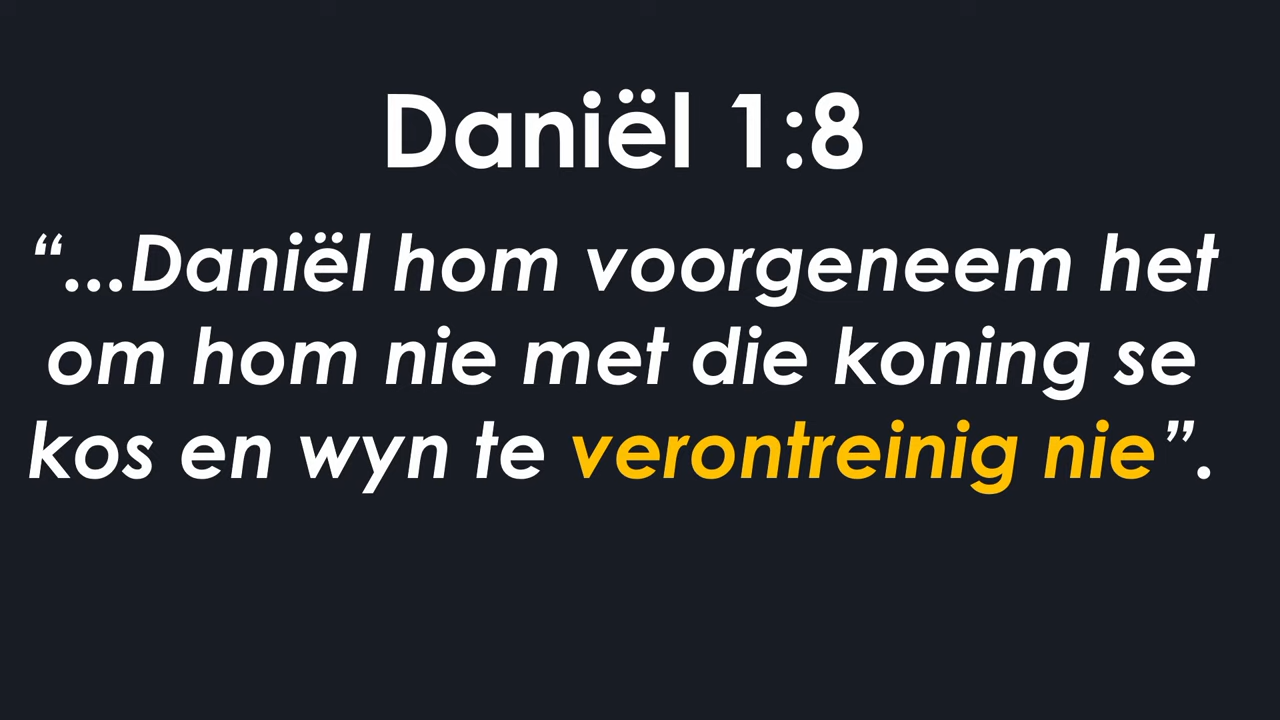 Daniël 1:8
“...Daniël hom voorgeneem het
om hom nie met die koning se
kos en wyn te verontreinig nie”.